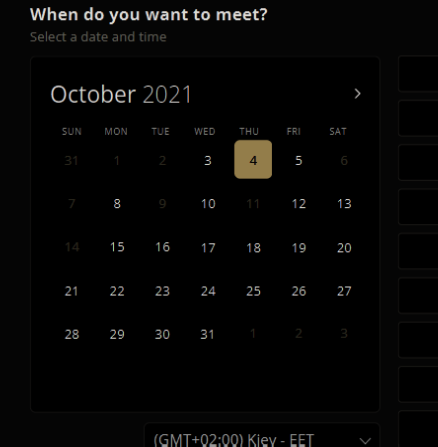 When do you want to meet?
Select a date and time
October 2021 >
SUN MON TUE WED THU FRI SAT
31 1 2 3 4 5 6
7 8 9 10 11 12 13
14 15 16 17 18 19 20
21 22 23 24 25 26 27
28 29 30 31 1 2 3
(GMT+02:00) Kiev - EET